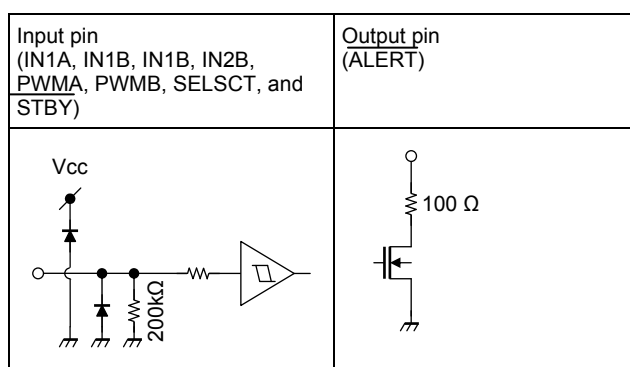 Input pin
(IN1A, IN1B, IN1B, IN2B,
PWMA, PWMB, SELSCT, and
STBY)
Output pin
(ALERT)
Vcc
200kΩ
100 Ω